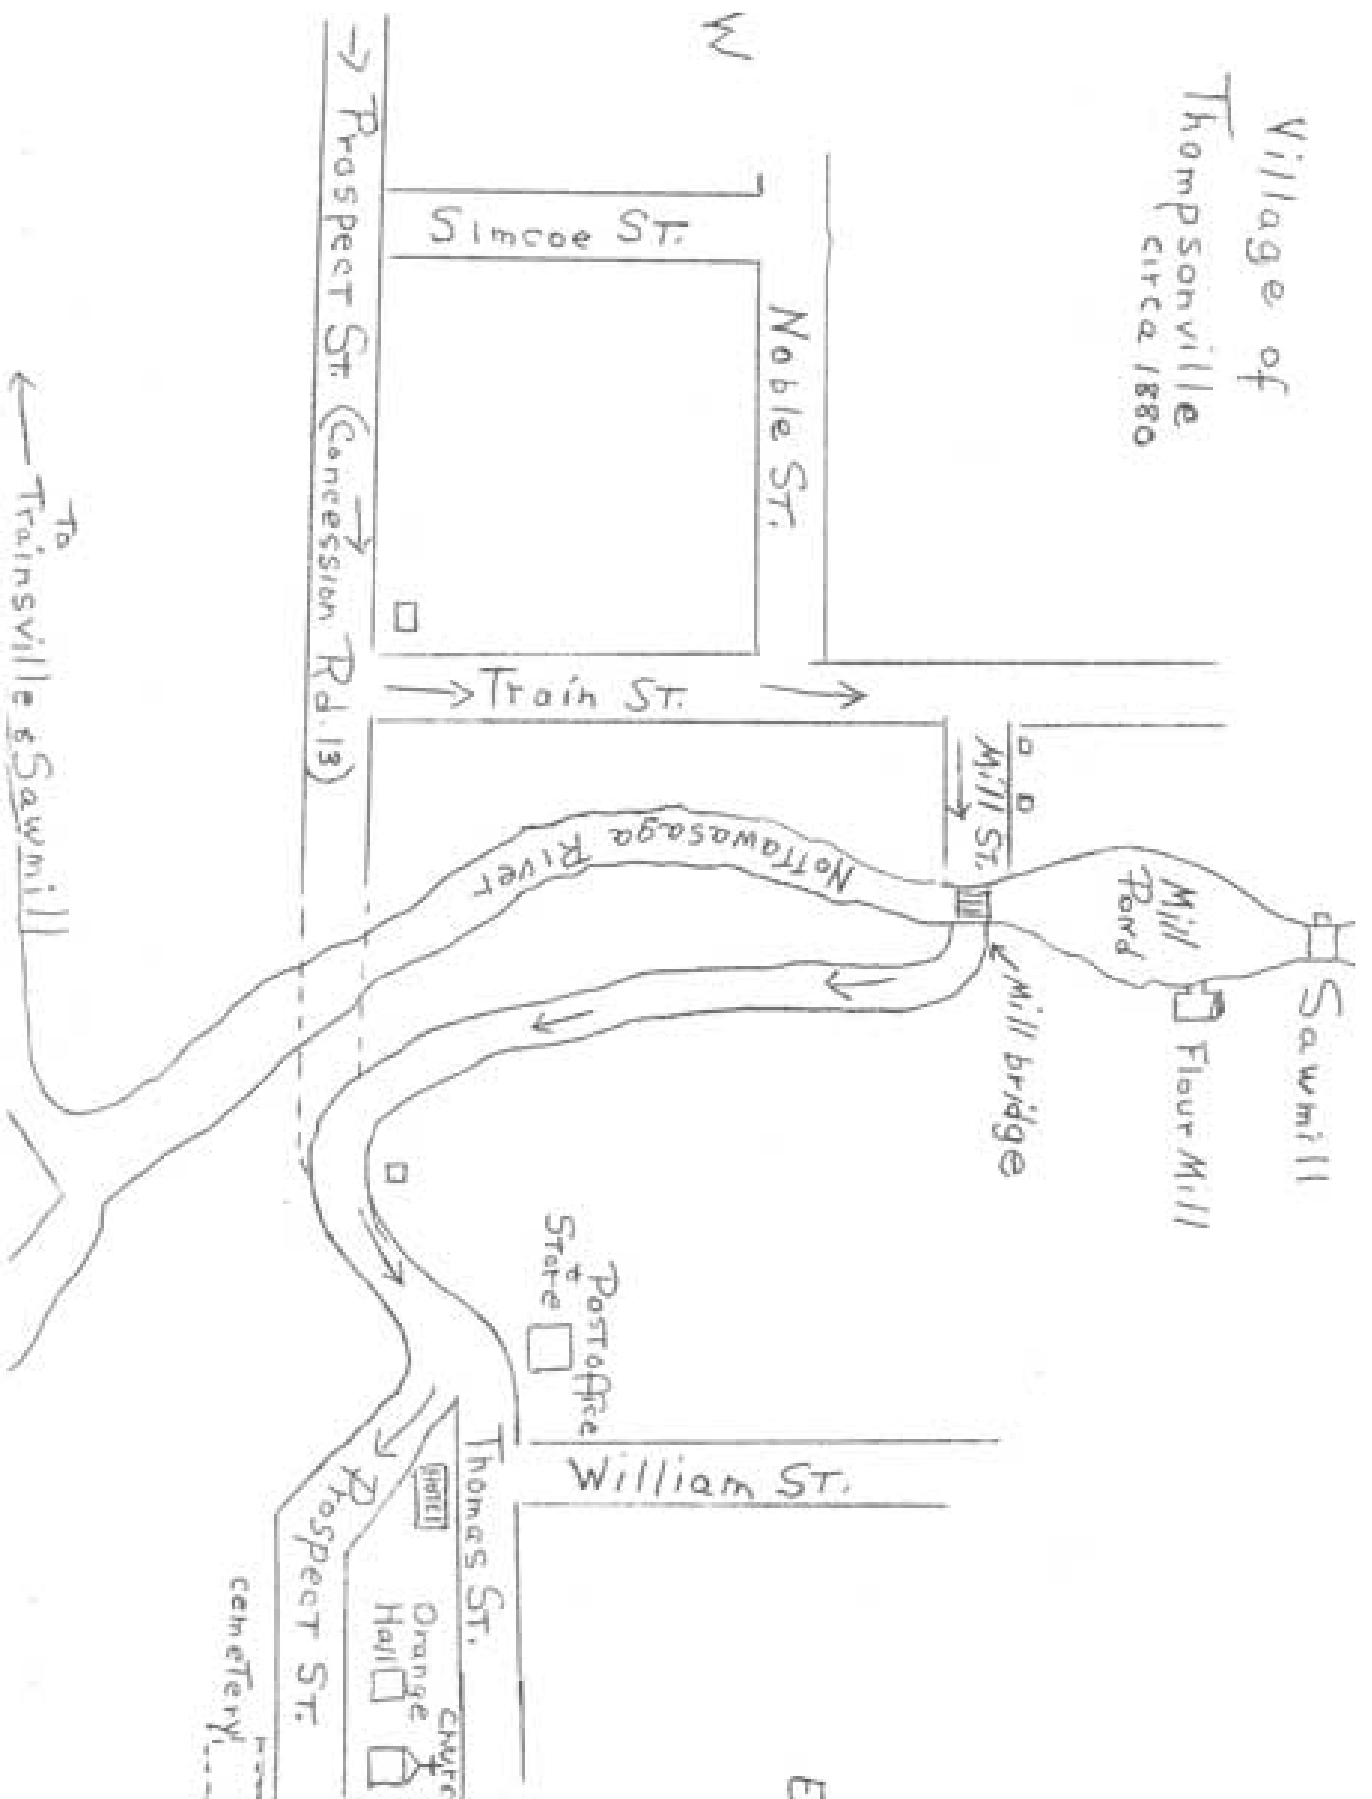 Village of
Thompsonville
circa 1880
W
E
Sawmill
Flour Mill
Mill
Pond
Mill bridge
Mill St.
Noble St.
Simcoe St.
Train St.
Nottawasaga
River
Prospect St. (Concession Rd. 13)
Post Office
+
Store
William St.
Thomas St.
Hotel
Prospect St.
Orange
Hall
Churc
cemetery
To
Trainsville & Sawmill